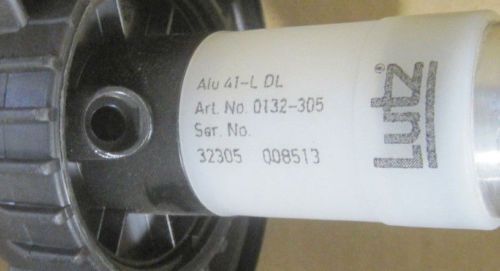 Alu 41-L DL
Art. No. 0132-305
Ser. No.
32305 008513
Lutz
®